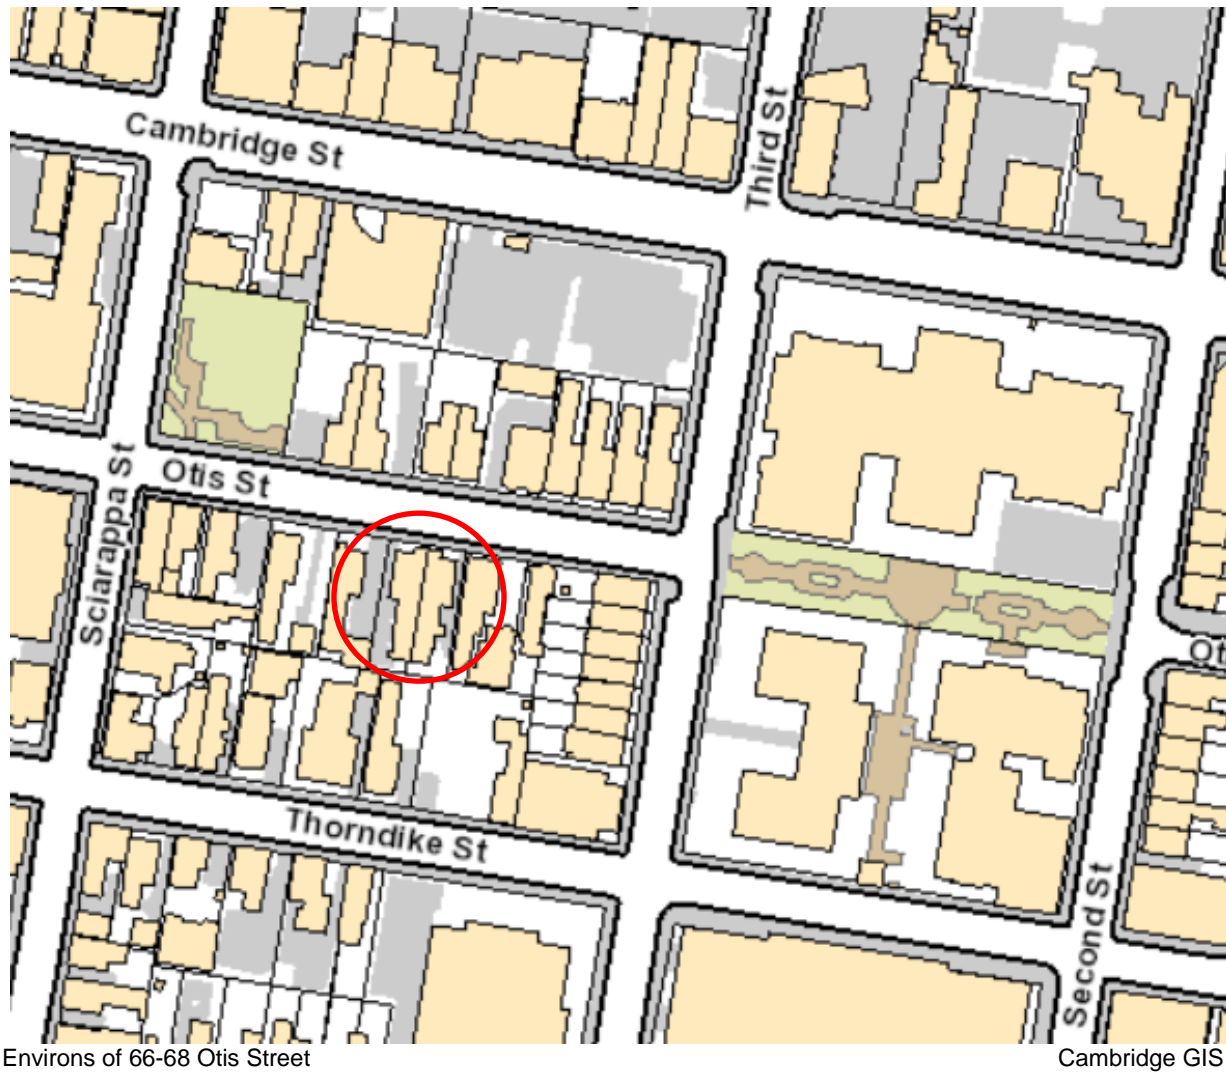 Cambridge St
Third St
Otis St
Sciarappa St
Ot
Thorndike St
Second St
Environs of 66-68 Otis Street
Cambridge GIS